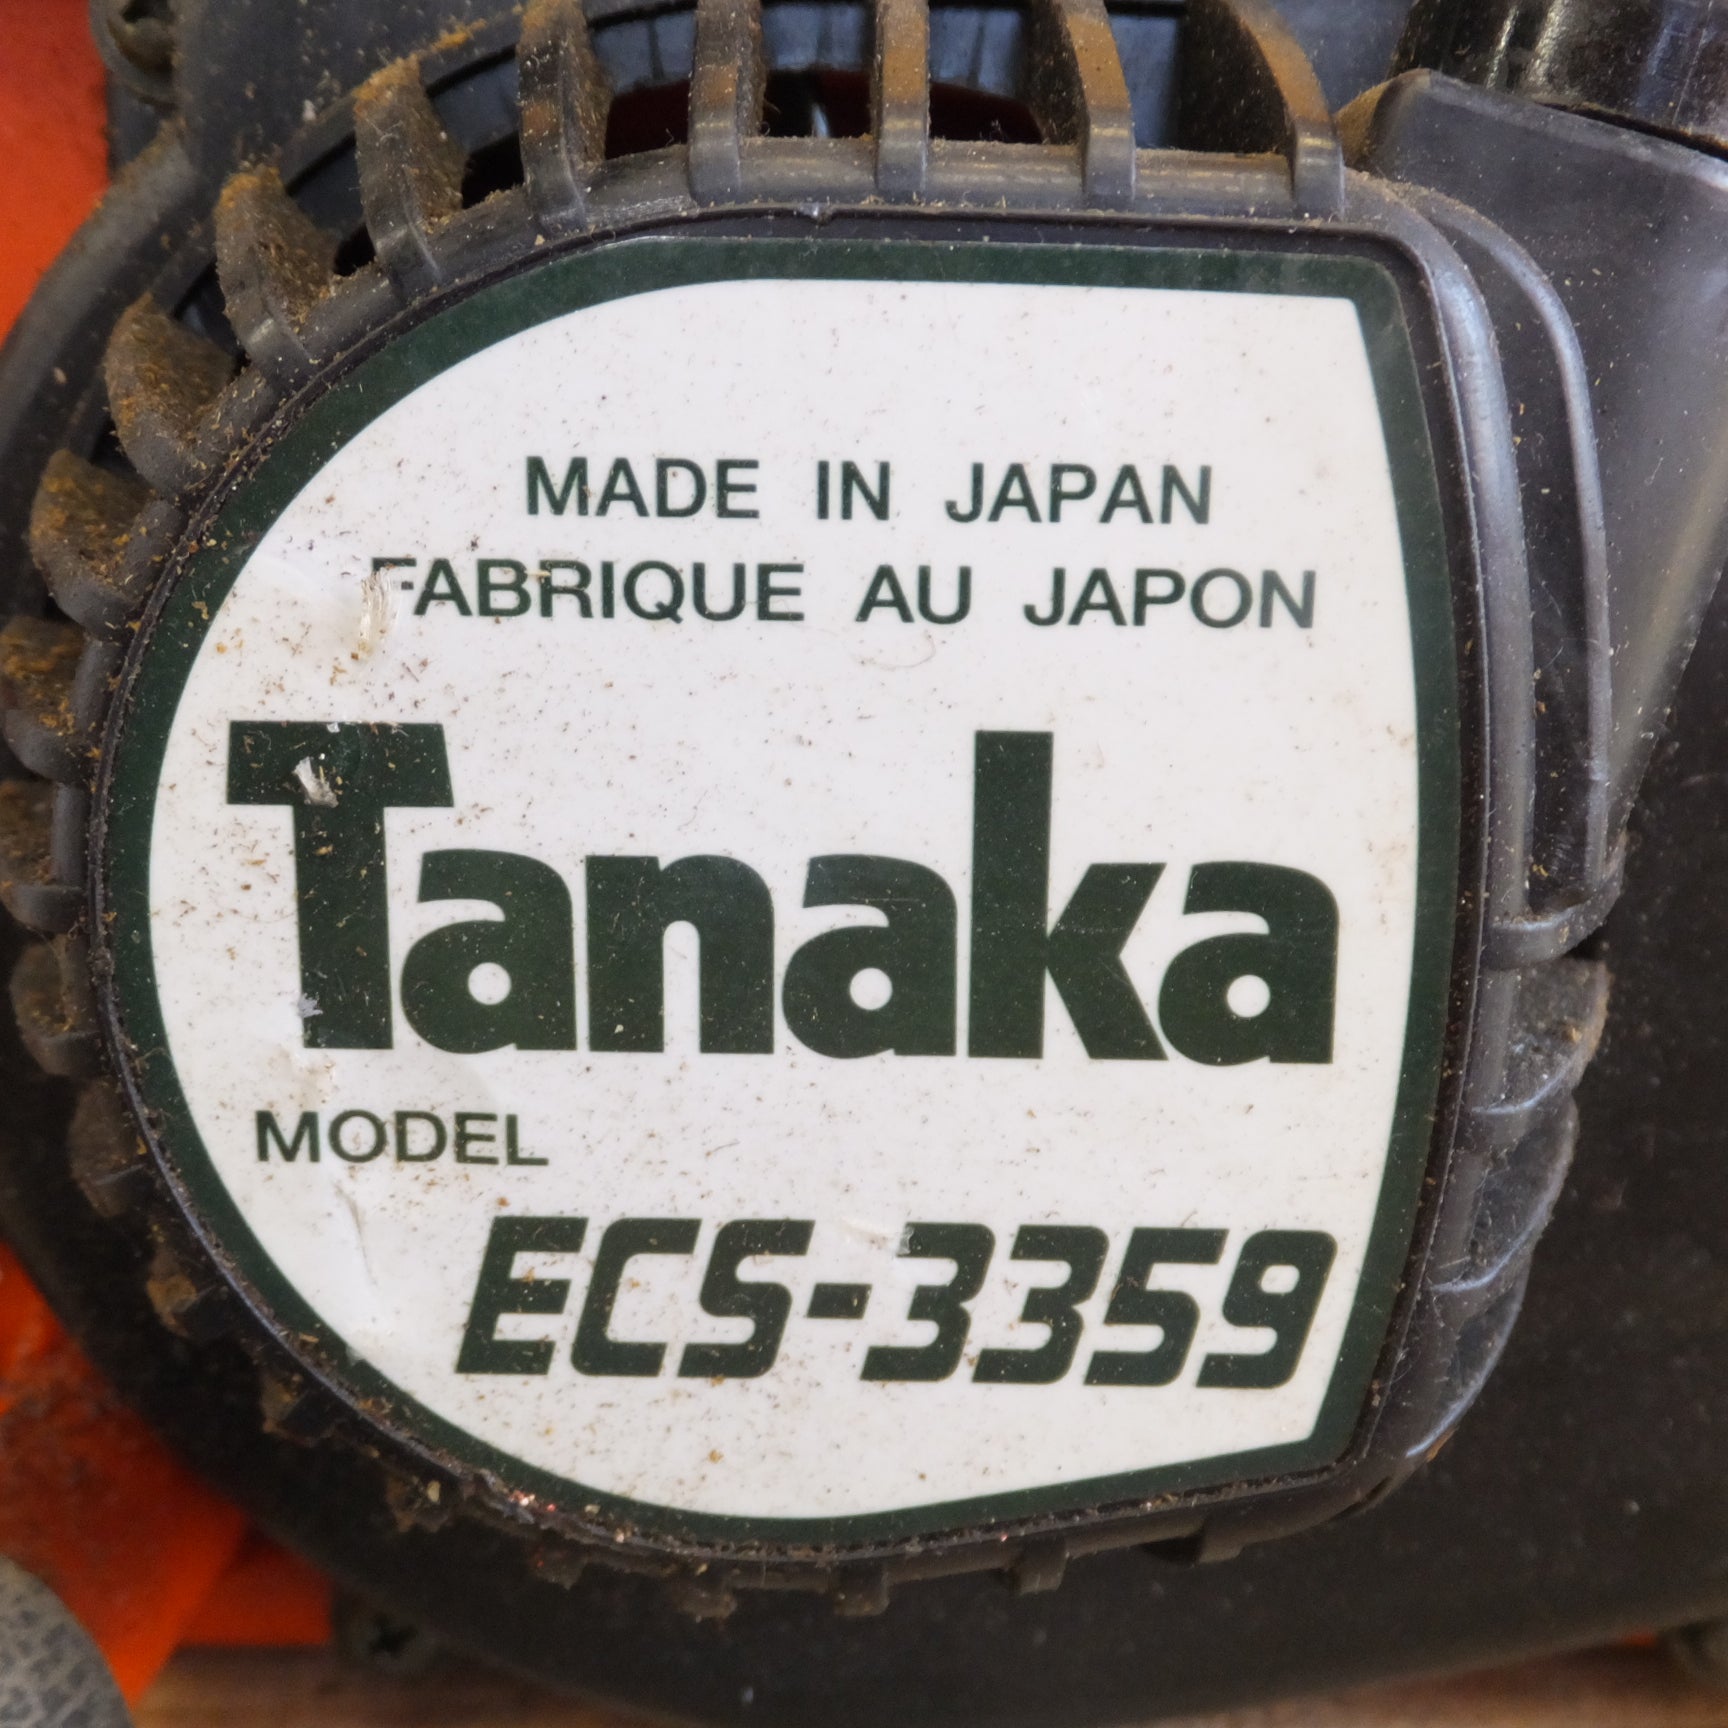 MADE IN JAPAN
FABRIQUE AU JAPON
Tanaka
MODEL
ECS-3359